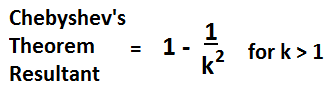 Chebyshev's
Theorem = 1 - 1/k² for k > 1
Resultant